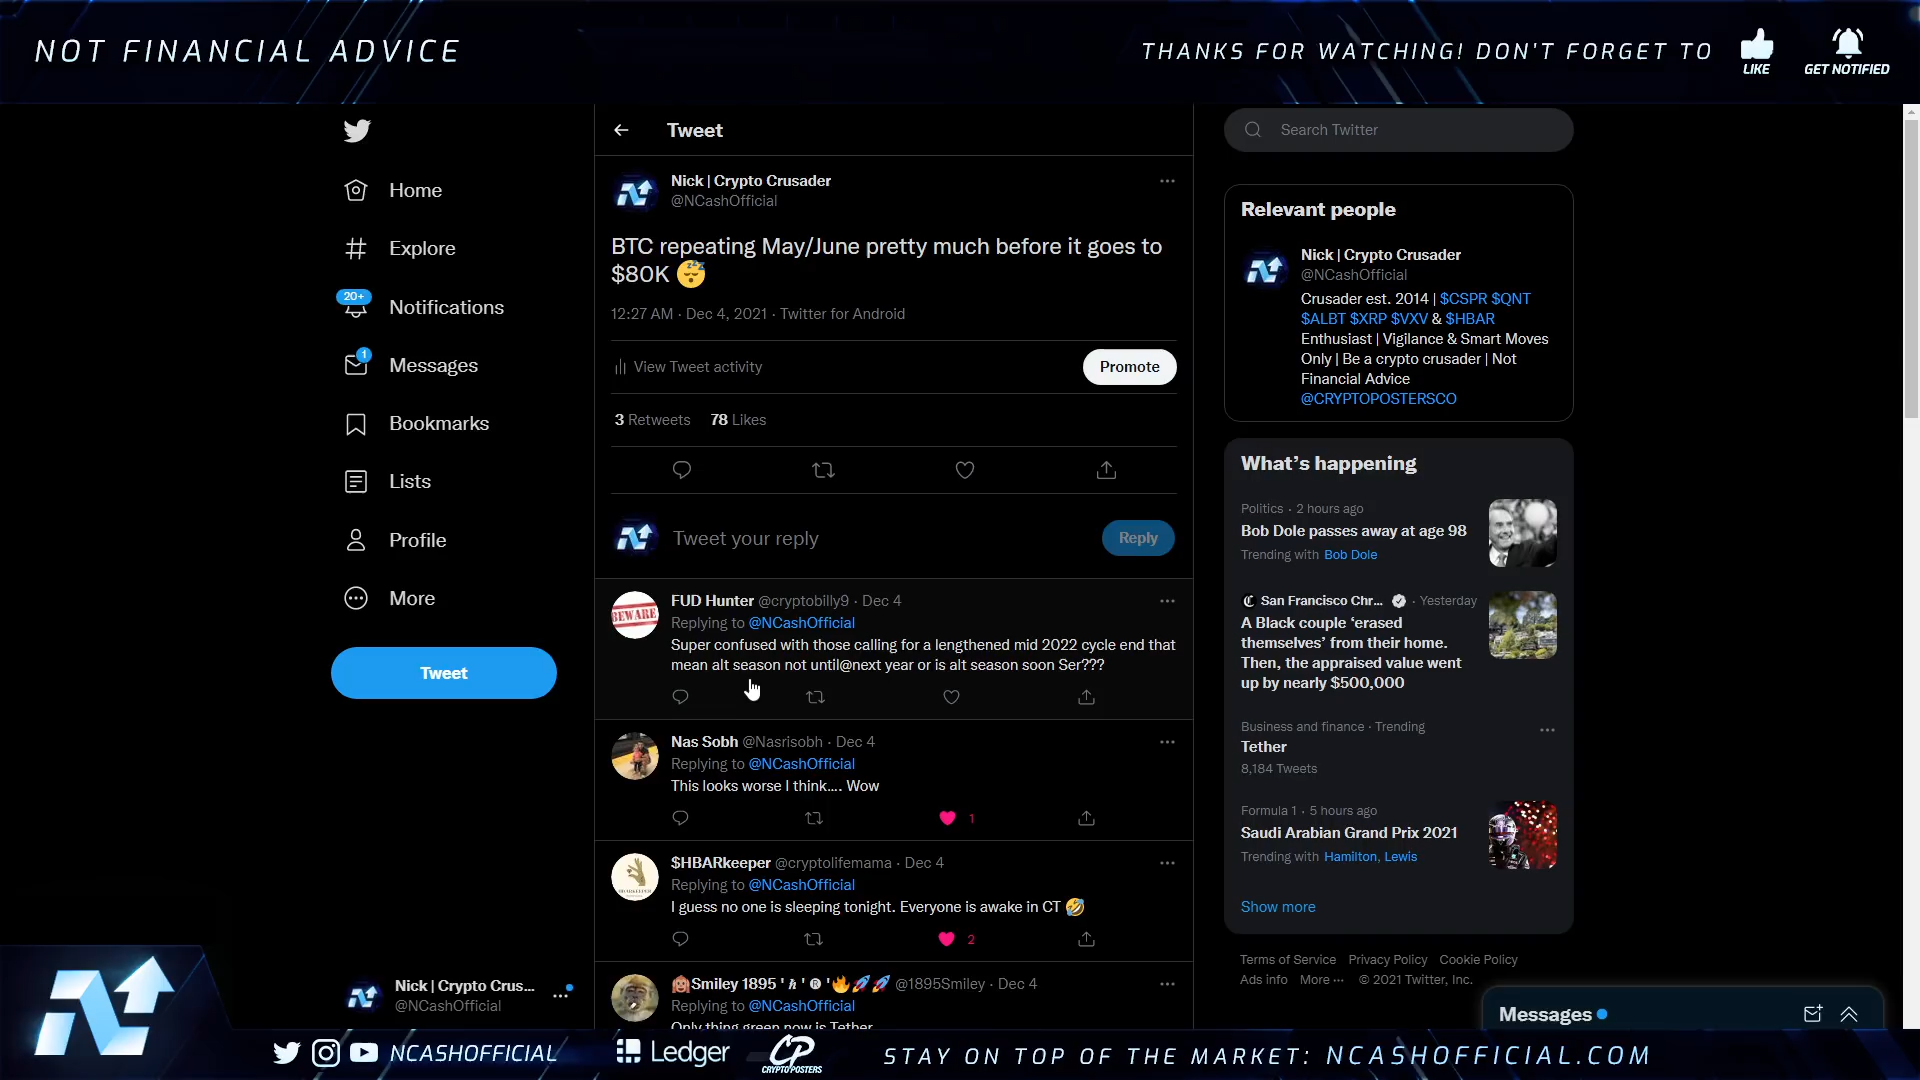 NOT FINANCIAL ADVICE
THANKS FOR WATCHING! DON'T FORGET TO
LIKE
GET NOTIFIED
Home
Explore
20+
Notifications
1
Messages
Bookmarks
Lists
Profile
More
Tweet
Nick | Crypto Crus...
@NCashOfficial
Tweet
Nick | Crypto Crusader
@NCashOfficial
BTC repeating May/June pretty much before it goes to
$80K 😴
12:27 AM · Dec 4, 2021 · Twitter for Android
View Tweet activity
Promote
3 Retweets 78 Likes
Tweet your reply
Reply
BEWARE
FUD Hunter @cryptobilly9 · Dec 4
Replying to @NCashOfficial
Super confused with those calling for a lengthened mid 2022 cycle end that
mean alt season not until@next year or is alt season soon Ser???
Nas Sobh @Nasrisobh · Dec 4
Replying to @NCashOfficial
This looks worse I think.... Wow
1
$HBARkeeper @cryptolifemama · Dec 4
Replying to @NCashOfficial
I guess no one is sleeping tonight. Everyone is awake in CT 🤣
2
🙉Smiley 1895 ' ℏ ' ® '🔥🚀🚀 @1895Smiley · Dec 4
Replying to @NCashOfficial
Only thing green now is Tether
Search Twitter
Relevant people
Nick | Crypto Crusader
@NCashOfficial
Crusader est. 2014 | $CSPR $QNT
$ALBT $XRP $VXV & $HBAR
Enthusiast | Vigilance & Smart Moves
Only | Be a crypto crusader | Not
Financial Advice
@CRYPTOPOSTERSCO
What's happening
Politics · 2 hours ago
Bob Dole passes away at age 98
Trending with Bob Dole
San Francisco Chr... · Yesterday
A Black couple ‘erased
themselves’ from their home.
Then, the appraised value went
up by nearly $500,000
Business and finance · Trending
Tether
8,184 Tweets
Formula 1 · 5 hours ago
Saudi Arabian Grand Prix 2021
Trending with Hamilton, Lewis
Show more
Terms of Service Privacy Policy Cookie Policy
Ads info More ··· © 2021 Twitter, Inc.
Messages
NCASHOFFICIAL
Ledger
CP
CRYPTOPOSTERS
STAY ON TOP OF THE MARKET: NCASHOFFICIAL.COM